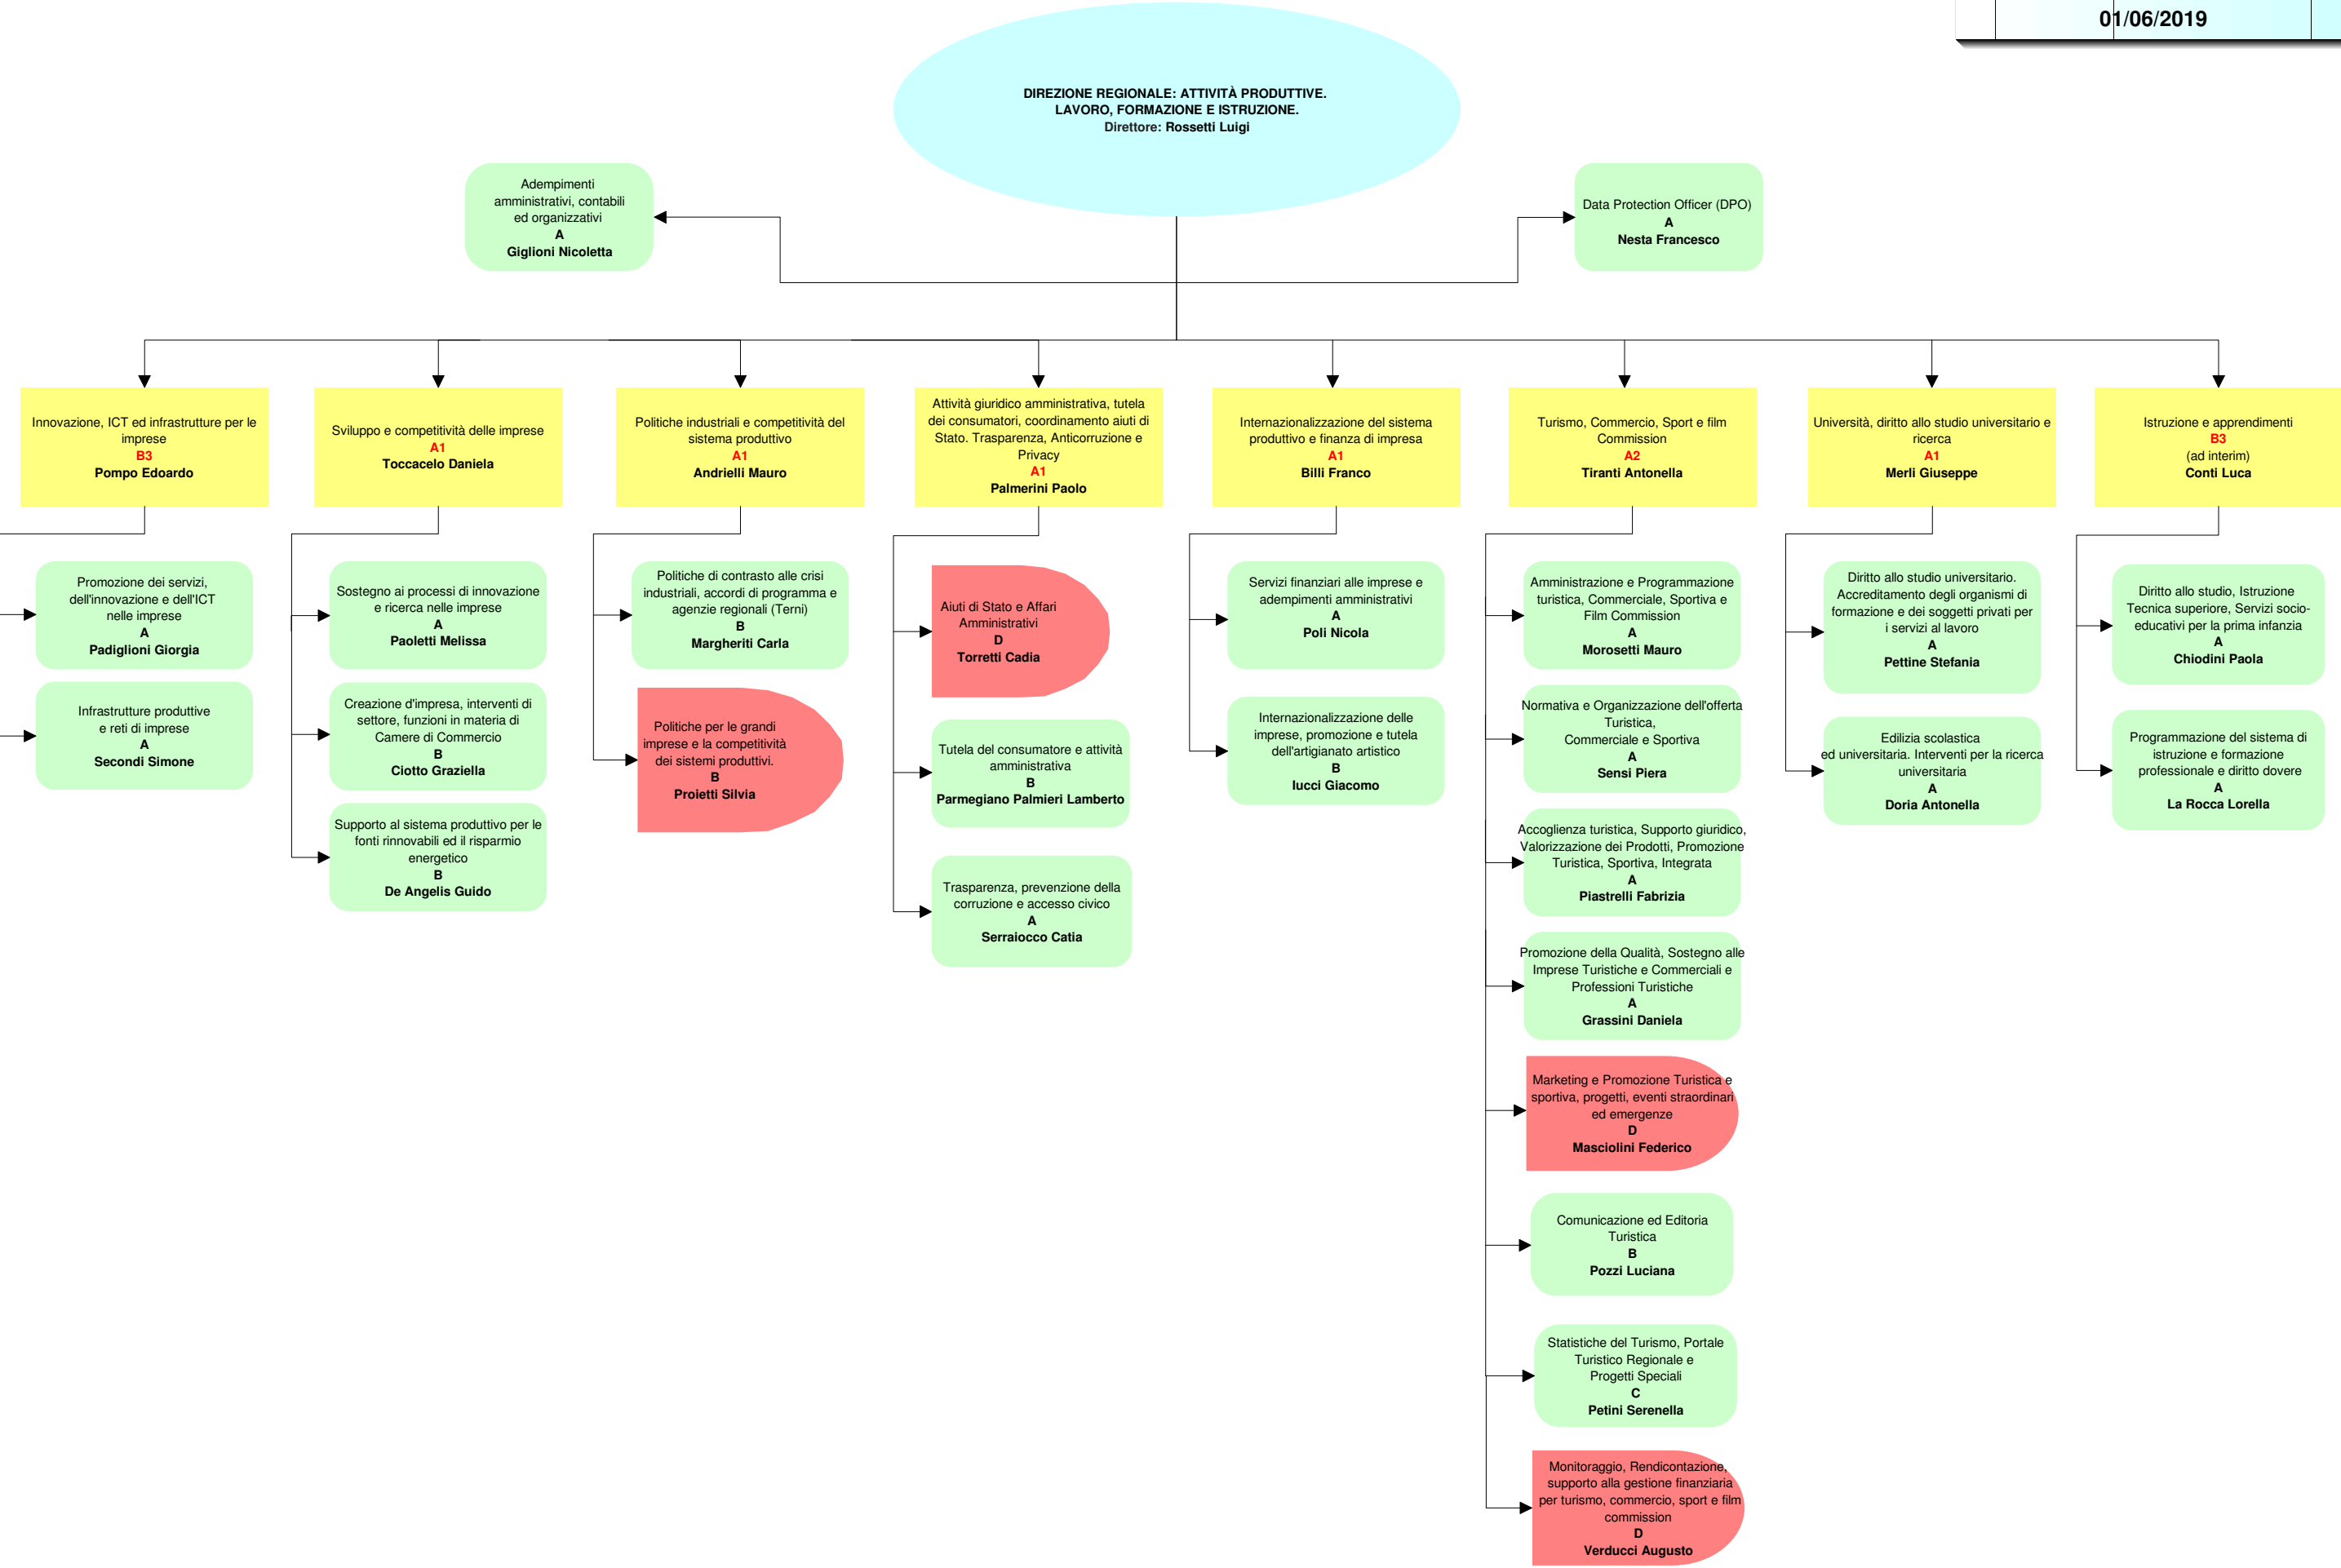 01/06/2019
DIREZIONE REGIONALE: ATTIVITÀ PRODUTTIVE.
LAVORO, FORMAZIONE E ISTRUZIONE.
Direttore: Rossetti Luigi
Adempimenti
amministrativi, contabili
ed organizzativi
A
Giglioni Nicoletta
Data Protection Officer (DPO)
A
Nesta Francesco
Innovazione, ICT ed infrastrutture per le
imprese
B3
Pompo Edoardo
Sviluppo e competitività delle imprese
A1
Toccacelo Daniela
Politiche industriali e competitività del
sistema produttivo
A1
Andrielli Mauro
Attività giuridico amministrativa, tutela
dei consumatori, coordinamento aiuti di
Stato. Trasparenza, Anticorruzione e
Privacy
A1
Palmerini Paolo
Internazionalizzazione del sistema
produttivo e finanza di impresa
A1
Billi Franco
Turismo, Commercio, Sport e film
Commission
A2
Tiranti Antonella
Università, diritto allo studio universitario e
ricerca
A1
Merli Giuseppe
Istruzione e apprendimenti
B3
(ad interim)
Conti Luca
Promozione dei servizi,
dell'innovazione e dell'ICT
nelle imprese
A
Padiglioni Giorgia
Infrastrutture produttive
e reti di imprese
A
Secondi Simone
Sostegno ai processi di innovazione
e ricerca nelle imprese
A
Paoletti Melissa
Creazione d'impresa, interventi di
settore, funzioni in materia di
Camere di Commercio
B
Ciotto Graziella
Supporto al sistema produttivo per le
fonti rinnovabili ed il risparmio
energetico
B
De Angelis Guido
Politiche di contrasto alle crisi
industriali, accordi di programma e
agenzie regionali (Terni)
B
Margheriti Carla
Politiche per le grandi
imprese e la competitività
dei sistemi produttivi.
B
Proietti Silvia
Aiuti di Stato e Affari
Amministrativi
D
Torretti Cadia
Tutela del consumatore e attività
amministrativa
B
Parmegiano Palmieri Lamberto
Trasparenza, prevenzione della
corruzione e accesso civico
A
Serraiocco Catia
Servizi finanziari alle imprese e
adempimenti amministrativi
A
Poli Nicola
Internazionalizzazione delle
imprese, promozione e tutela
dell'artigianato artistico
B
Iucci Giacomo
Amministrazione e Programmazione
turistica, Commerciale, Sportiva e
Film Commission
A
Morosetti Mauro
Normativa e Organizzazione dell'offerta
Turistica,
Commerciale e Sportiva
A
Sensi Piera
Accoglienza turistica, Supporto giuridico,
Valorizzazione dei Prodotti, Promozione
Turistica, Sportiva, Integrata
A
Piastrelli Fabrizia
Promozione della Qualità, Sostegno alle
Imprese Turistiche e Commerciali e
Professioni Turistiche
A
Grassini Daniela
Marketing e Promozione Turistica e
sportiva, progetti, eventi straordinari
ed emergenze
D
Masciolini Federico
Comunicazione ed Editoria
Turistica
B
Pozzi Luciana
Statistiche del Turismo, Portale
Turistico Regionale e
Progetti Speciali
C
Petini Serenella
Monitoraggio, Rendicontazione,
supporto alla gestione finanziaria
per turismo, commercio, sport e film
commission
D
Verducci Augusto
Diritto allo studio universitario.
Accreditamento degli organismi di
formazione e dei soggetti privati per
i servizi al lavoro
A
Pettine Stefania
Edilizia scolastica
ed universitaria. Interventi per la ricerca
universitaria
A
Doria Antonella
Diritto allo studio, Istruzione
Tecnica superiore, Servizi socio-
educativi per la prima infanzia
A
Chiodini Paola
Programmazione del sistema di
istruzione e formazione
professionale e diritto dovere
A
La Rocca Lorella